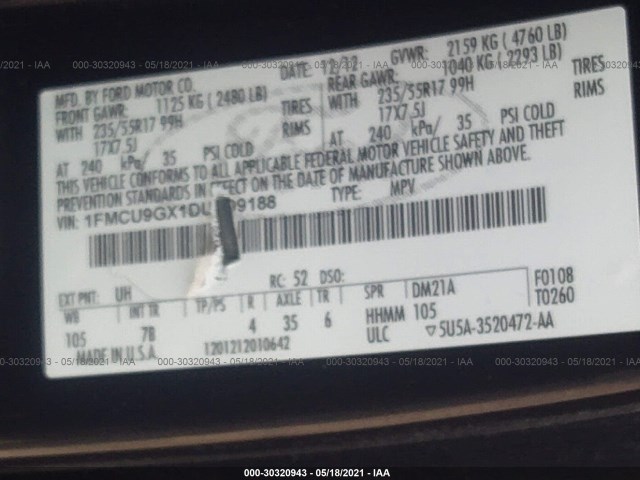 MFD. BY FORD MOTOR CO. DATE: 12/12 GVWR: 2159 KG ( 4760 LB)
FRONT GAWR: 1125 KG ( 2480 LB) REAR GAWR: 1040 KG ( 2293 LB)
WITH 235/55R17 99H TIRES WITH 235/55R17 99H TIRES
17X7.5J RIMS 17X7.5J RIMS
AT 240 kPa/ 35 PSI COLD AT 240 kPa/ 35 PSI COLD
THIS VEHICLE CONFORMS TO ALL APPLICABLE FEDERAL MOTOR VEHICLE SAFETY AND THEFT
PREVENTION STANDARDS IN EFFECT ON THE DATE OF MANUFACTURE SHOWN ABOVE.
VIN: 1FMCU9GX1DU 09188 TYPE: MPV
RC: 52 DSO:
EXT PNT: UH F0108
WB INT TR TP/PS R AXLE TR SPR DM21A T0260
105 7B 4 35 6 HHMM 105
MADE IN U.S.A. 1201212010642 ULC 5U5A-3520472-AA
000-30320943 - 05/18/2021 - IAA